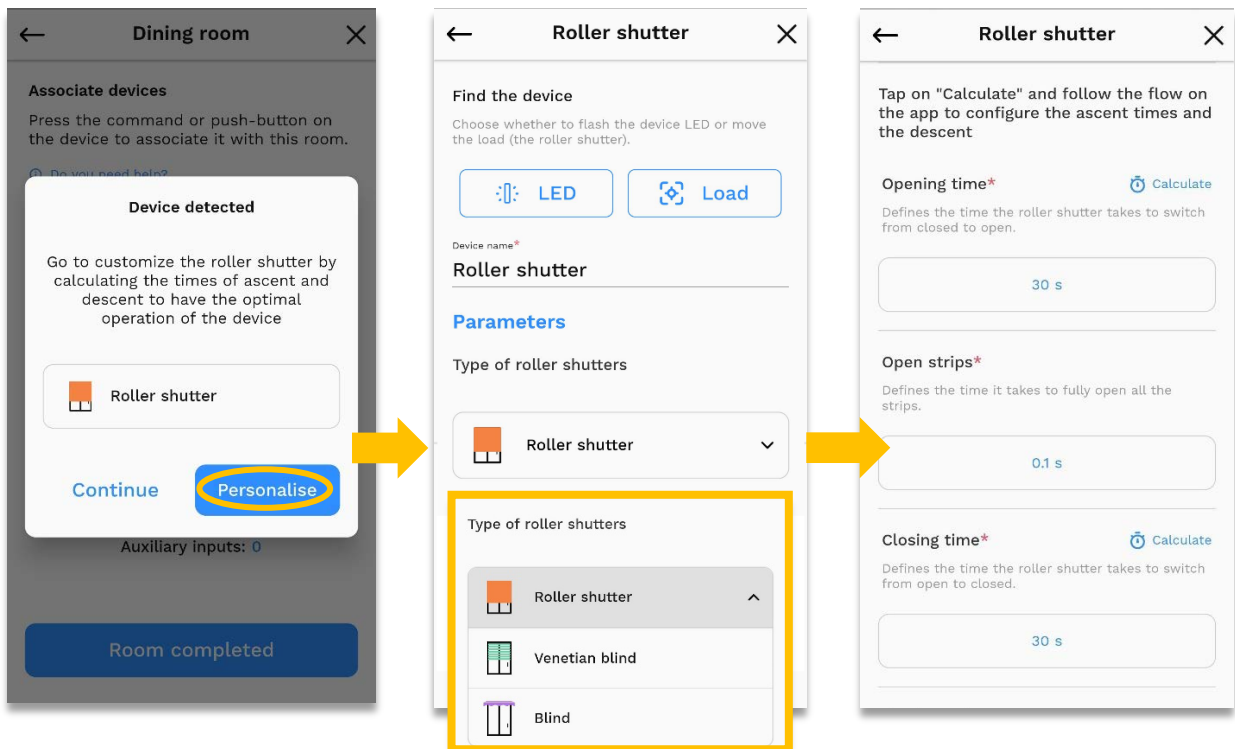 Dining room
Associate devices
Press the command or push-button on
the device to associate it with this room.
Do you need help?
Device detected
Go to customize the roller shutter by
calculating the times of ascent and
descent to have the optimal
operation of the device
Roller shutter
Continue
Personalise
Auxiliary inputs: 0
Room completed
Roller shutter
Find the device
Choose whether to flash the device LED or move
the load (the roller shutter).
LED
Load
Device name*
Roller shutter
Parameters
Type of roller shutters
Roller shutter
Type of roller shutters
Roller shutter
Venetian blind
Blind
Roller shutter
Tap on "Calculate" and follow the flow on
the app to configure the ascent times and
the descent
Opening time*
Calculate
Defines the time the roller shutter takes to switch
from closed to open.
30 s
Open strips*
Defines the time it takes to fully open all the
strips.
0.1 s
Closing time*
Calculate
Defines the time the roller shutter takes to switch
from open to closed.
30 s